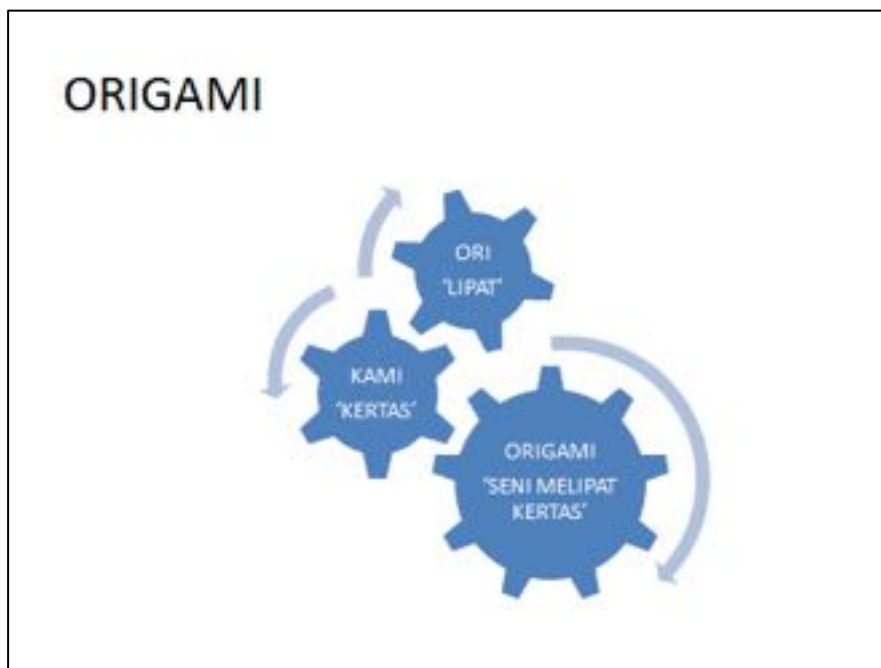 ORIGAMI
ORI
'LIPAT'
KAMI
'KERTAS'
ORIGAMI
'SENI MELIPAT
KERTAS'